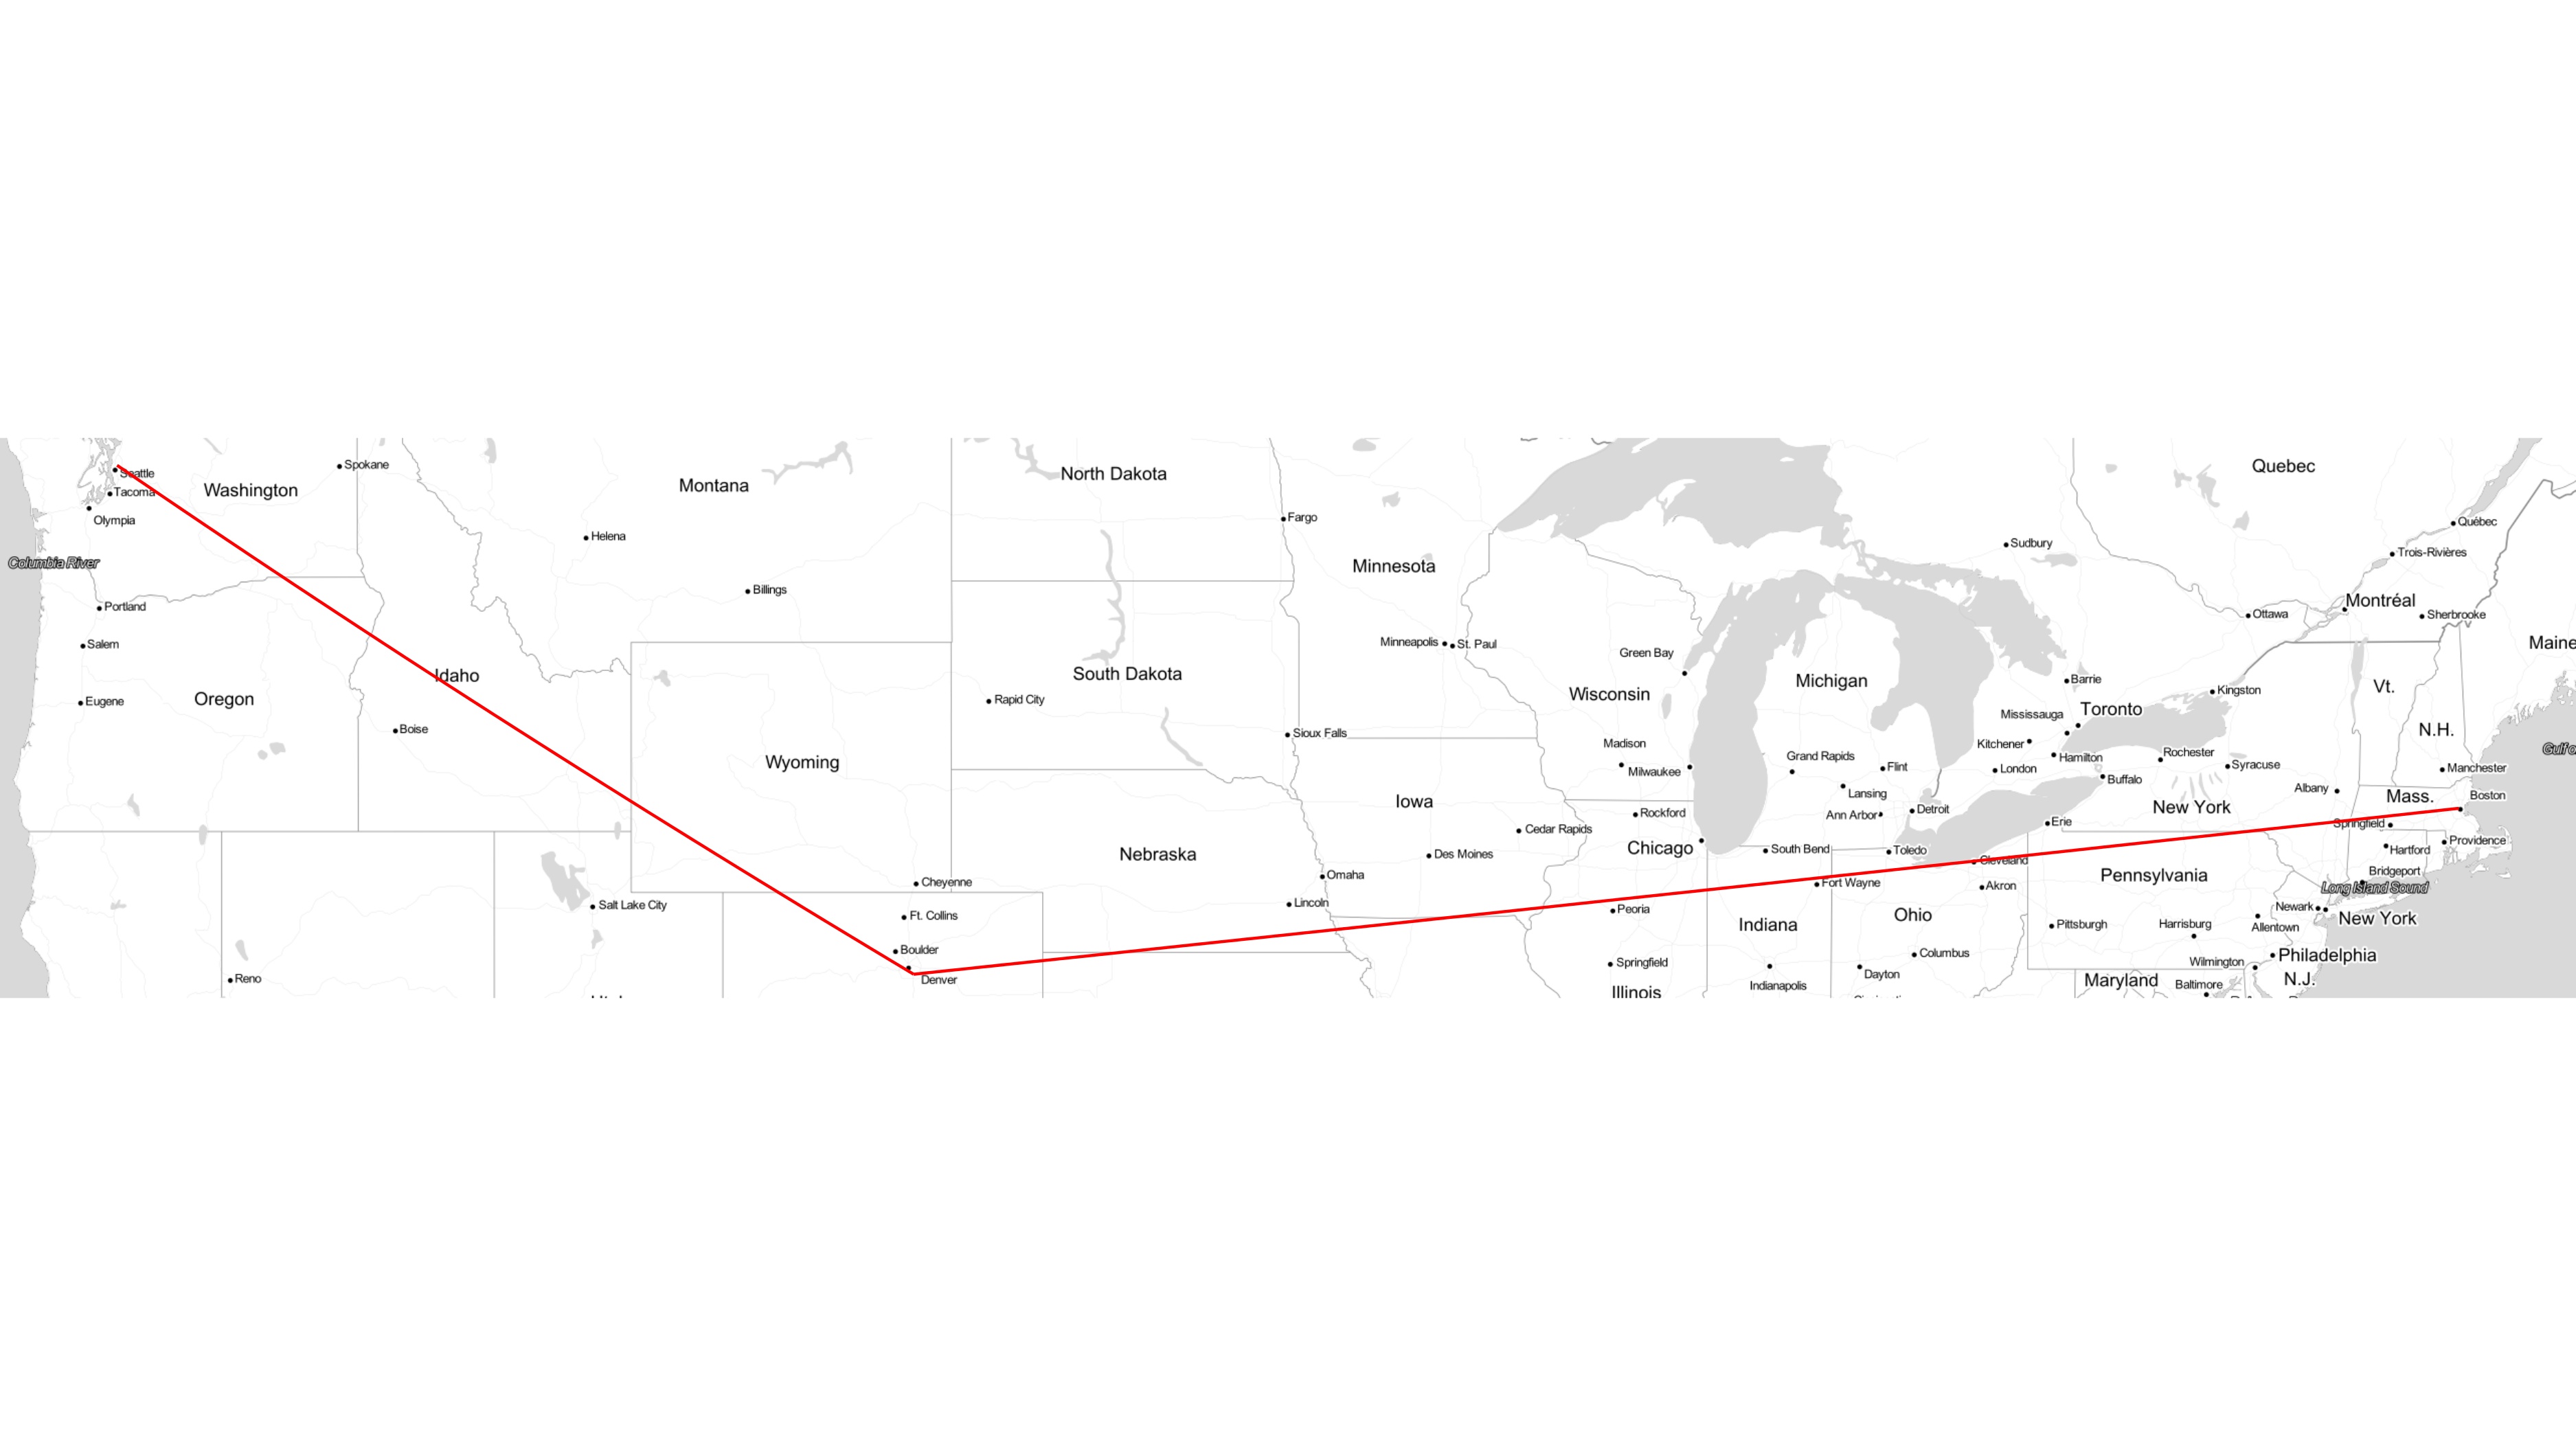 Seattle
Tacoma
Olympia
Washington
Spokane
Columbia River
Portland
Salem
Eugene
Oregon
Idaho
Boise
Reno
Montana
Helena
Billings
Wyoming
Cheyenne
Salt Lake City
Ft. Collins
Boulder
Denver
North Dakota
Fargo
South Dakota
Rapid City
Sioux Falls
Nebraska
Omaha
Lincoln
Minnesota
Minneapolis
St. Paul
Iowa
Cedar Rapids
Des Moines
Wisconsin
Green Bay
Madison
Milwaukee
Rockford
Chicago
Peoria
Springfield
Illinois
Michigan
Grand Rapids
Flint
Lansing
Ann Arbor
Detroit
South Bend
Toledo
Fort Wayne
Indiana
Indianapolis
Ohio
Cleveland
Akron
Columbus
Dayton
Sudbury
Barrie
Toronto
Mississauga
Kitchener
Hamilton
London
Quebec
Québec
Trois-Rivières
Montréal
Sherbrooke
Ottawa
Kingston
Rochester
Syracuse
Buffalo
New York
Albany
Erie
Pennsylvania
Pittsburgh
Harrisburg
Allentown
Maryland
Baltimore
Wilmington
Philadelphia
N.J.
Newark
New York
Long Island Sound
Bridgeport
Hartford
Providence
Springfield
Mass.
Boston
Manchester
N.H.
Vt.
Maine